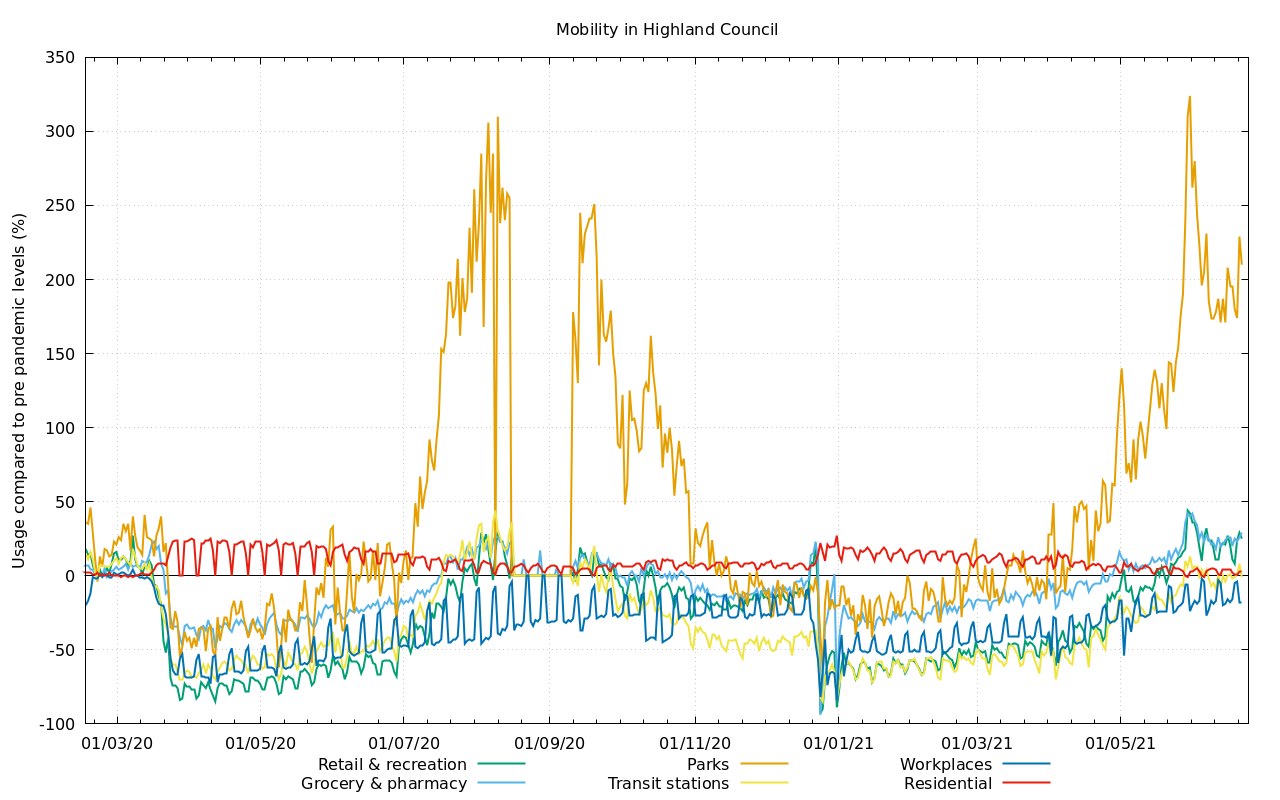 Mobility in Highland Council
Usage compared to pre pandemic levels (%)
350
300
250
200
150
100
50
0
-50
-100
01/03/20 01/05/20 01/07/20 01/09/20 01/11/20 01/01/21 01/03/21 01/05/21
Retail & recreation Parks Workplaces
Grocery & pharmacy Transit stations Residential